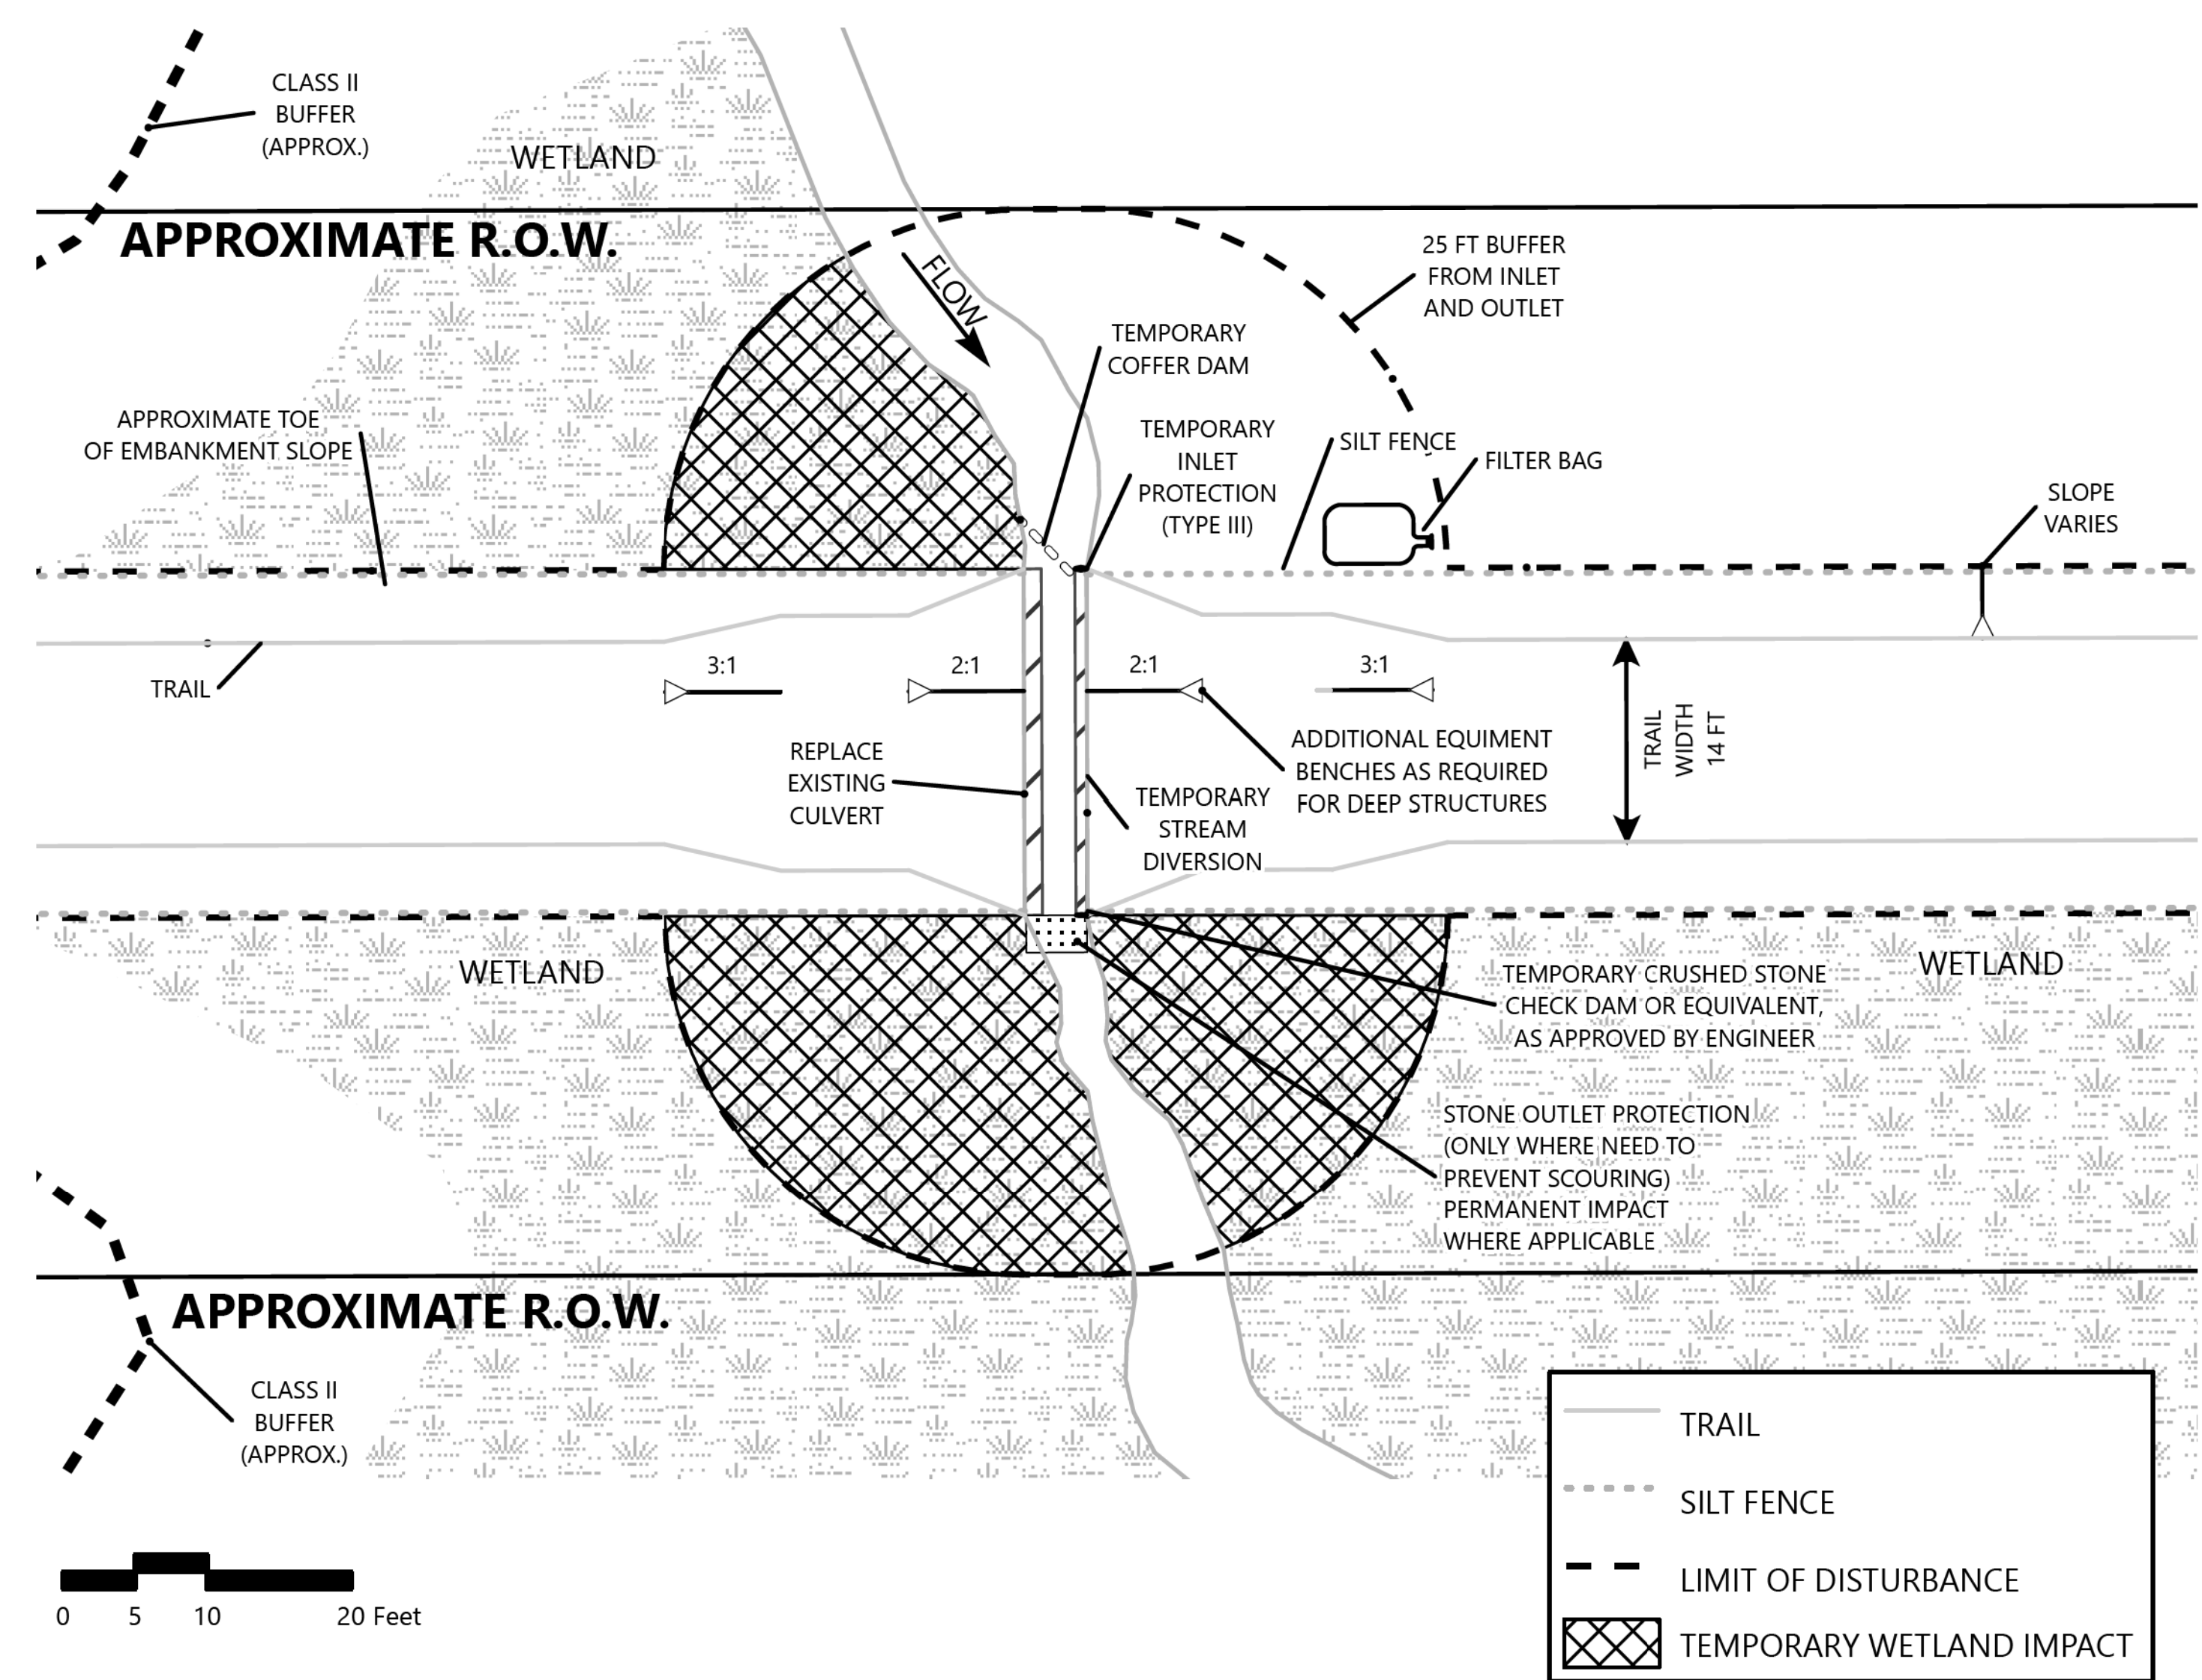 CLASS II
BUFFER
(APPROX.)
WETLAND
APPROXIMATE R.O.W.
FLOW
25 FT BUFFER
FROM INLET
AND OUTLET
TEMPORARY
COFFER DAM
APPROXIMATE TOE
OF EMBANKMENT SLOPE
TEMPORARY
INLET
PROTECTION
(TYPE III)
SILT FENCE
FILTER BAG
SLOPE
VARIES
TRAIL
3:1
2:1
2:1
3:1
REPLACE
EXISTING
CULVERT
TEMPORARY
STREAM
DIVERSION
ADDITIONAL EQUIMENT
BENCHES AS REQUIRED
FOR DEEP STRUCTURES
TRAIL
WIDTH
14 FT
WETLAND
WETLAND
TEMPORARY CRUSHED STONE
CHECK DAM OR EQUIVALENT,
AS APPROVED BY ENGINEER
STONE OUTLET PROTECTION
(ONLY WHERE NEED TO
PREVENT SCOURING)
PERMANENT IMPACT
WHERE APPLICABLE
APPROXIMATE R.O.W.
CLASS II
BUFFER
(APPROX.)
0 5 10 20 Feet
TRAIL
SILT FENCE
LIMIT OF DISTURBANCE
TEMPORARY WETLAND IMPACT